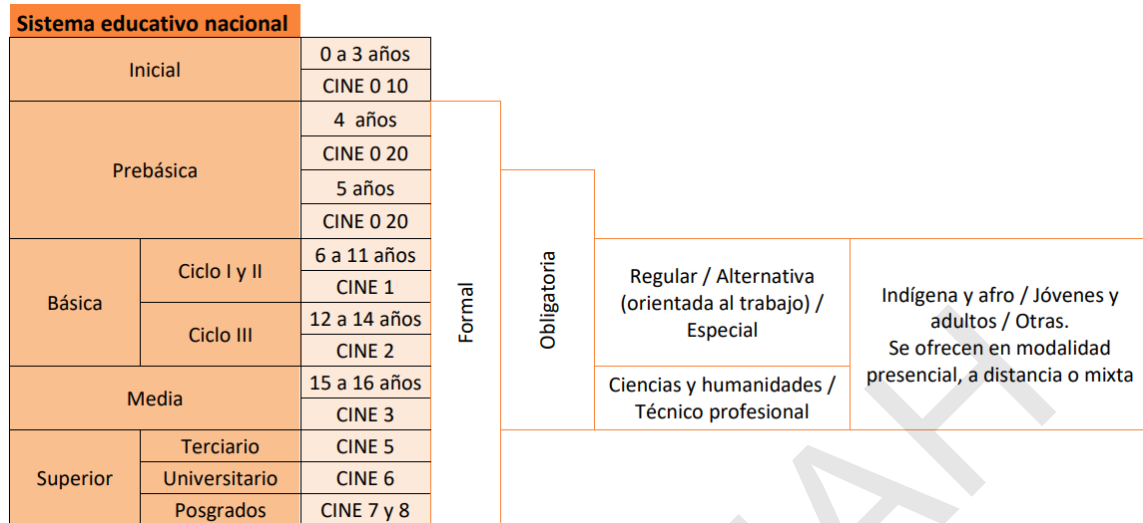 Sistema educativo nacional
Inicial
0 a 3 años
CINE 0 10
Prebásica
4 años
CINE 0 20
5 años
CINE 0 20
Básica
Ciclo I y II
6 a 11 años
CINE 1
Ciclo III
12 a 14 años
CINE 2
Media
15 a 16 años
CINE 3
Superior
Terciario
CINE 5
Universitario
CINE 6
Posgrados
CINE 7 y 8
Formal
Obligatoria
Regular / Alternativa
(orientada al trabajo) /
Especial
Ciencias y humanidades /
Técnico profesional
Indígena y afro / Jóvenes y
adultos / Otras.
Se ofrecen en modalidad
presencial, a distancia o mixta
AH